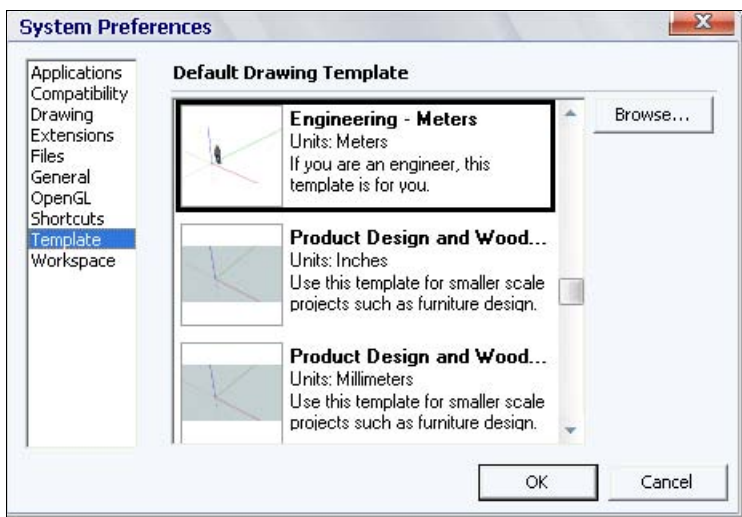 System Preferences
Applications
Compatibility
Drawing
Extensions
Files
General
OpenGL
Shortcuts
Template
Workspace
Default Drawing Template
Engineering - Meters
Units: Meters
If you are an engineer, this
template is for you.
Product Design and Wood...
Units: Inches
Use this template for smaller scale
projects such as furniture design.
Product Design and Wood...
Units: Millimeters
Use this template for smaller scale
projects such as furniture design.
Browse...
OK
Cancel